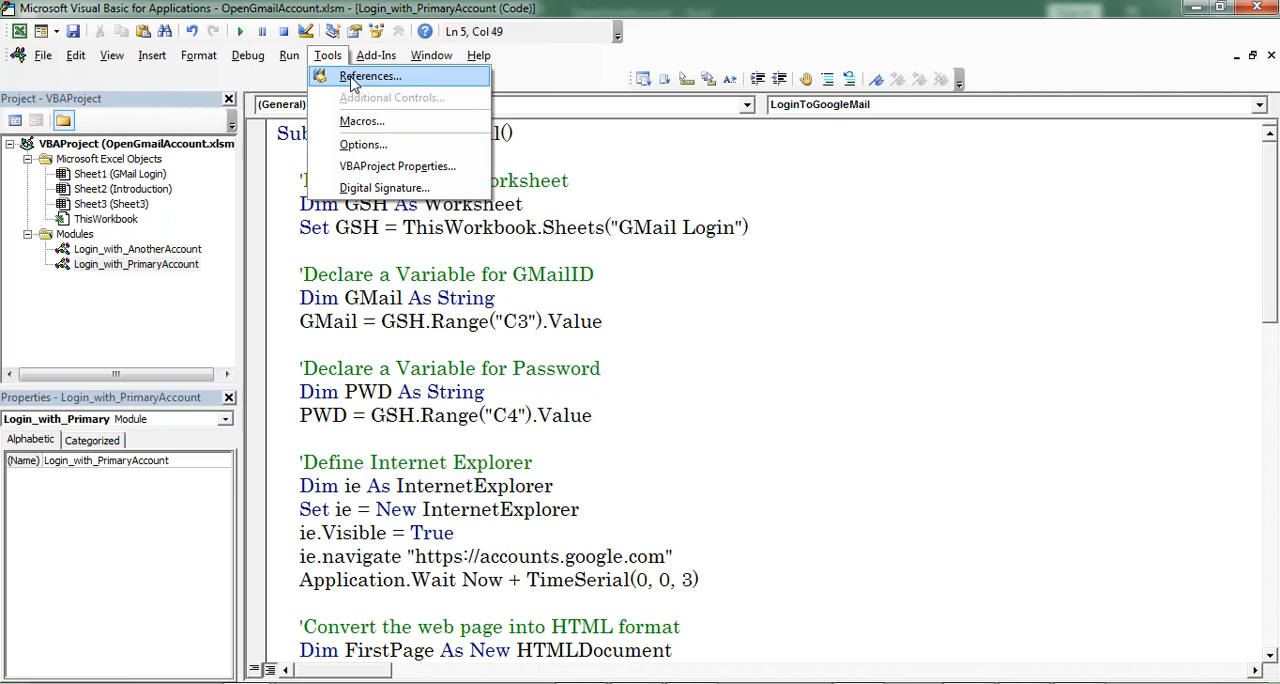 Microsoft Visual Basic for Applications - OpenGmailAccount.xlsm - [Login_with_PrimaryAccount (Code)]
Ln 5, Col 49
File Edit View Insert Format Debug Run Tools Add-Ins Window Help
References...
Additional Controls...
Macros...
Options...
VBAProject Properties...
Digital Signature...
Project - VBAProject
VBAProject (OpenGmailAccount.xlsm
Microsoft Excel Objects
Sheet1 (GMail Login)
Sheet2 (Introduction)
Sheet3 (Sheet3)
ThisWorkbook
Modules
Login_with_AnotherAccount
Login_with_PrimaryAccount
Properties - Login_with_PrimaryAccount
Login_with_Primary Module
Alphabetic Categorized
(Name) Login_with_PrimaryAccount
(General) LoginToGoogleMail
Sub l()
orksheet
Dim GSH As Worksheet
Set GSH = ThisWorkbook.Sheets("GMail Login")
'Declare a Variable for GMailID
Dim GMail As String
GMail = GSH.Range("C3").Value
'Declare a Variable for Password
Dim PWD As String
PWD = GSH.Range("C4").Value
'Define Internet Explorer
Dim ie As InternetExplorer
Set ie = New InternetExplorer
ie.Visible = True
ie.navigate "https://accounts.google.com"
Application.Wait Now + TimeSerial(0, 0, 3)
'Convert the web page into HTML format
Dim FirstPage As New HTMLDocument